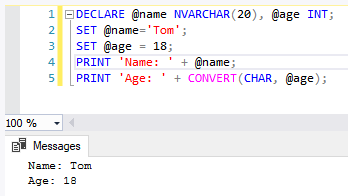 1 DECLARE @name NVARCHAR(20), @age INT;
2 SET @name='Tom';
3 SET @age = 18;
4 PRINT 'Name: ' + @name;
5 PRINT 'Age: ' + CONVERT(CHAR, @age);
100 %
Messages
Name: Tom
Age: 18